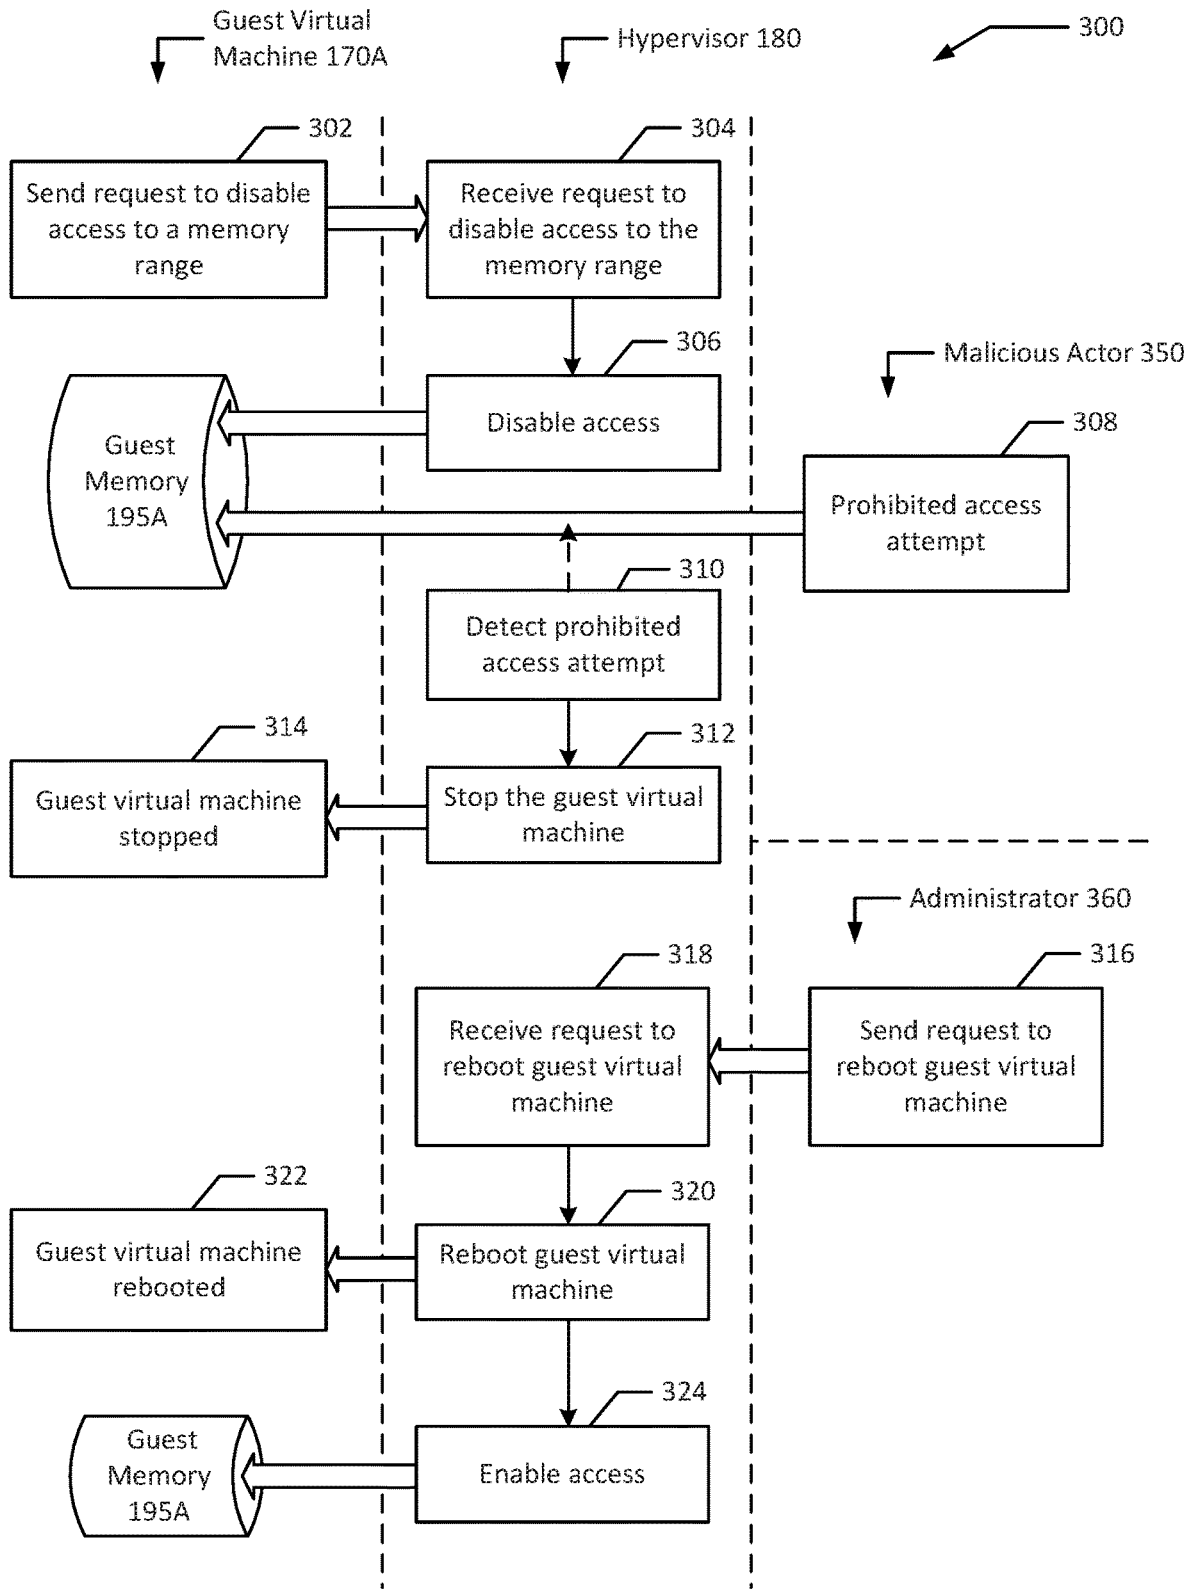 Guest Virtual
Machine 170A
Hypervisor 180
300
302
Send request to disable
access to a memory
range
304
Receive request to
disable access to the
memory range
306
Disable access
Malicious Actor 350
308
Prohibited access
attempt
Guest
Memory
195A
310
Detect prohibited
access attempt
314
Guest virtual machine
stopped
312
Stop the guest virtual
machine
Administrator 360
318
Receive request to
reboot guest virtual
machine
316
Send request to
reboot guest virtual
machine
322
Guest virtual machine
rebooted
320
Reboot guest virtual
machine
324
Enable access
Guest
Memory
195A